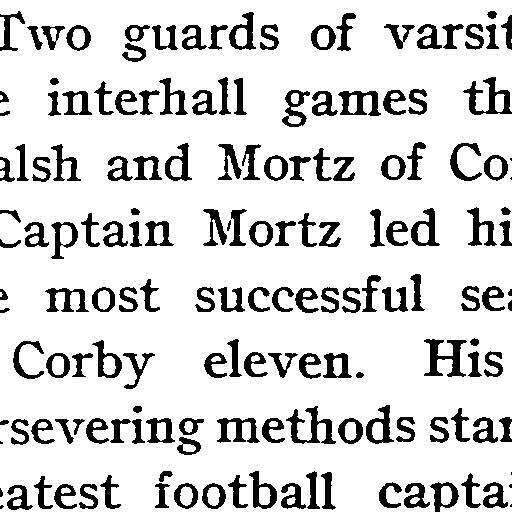 Two guards of varsit
e interhall games th
alsh and Mortz of Co
Captain Mortz led hi
e most successful sea
Corby eleven. His
rsevering methods star
eatest football captai